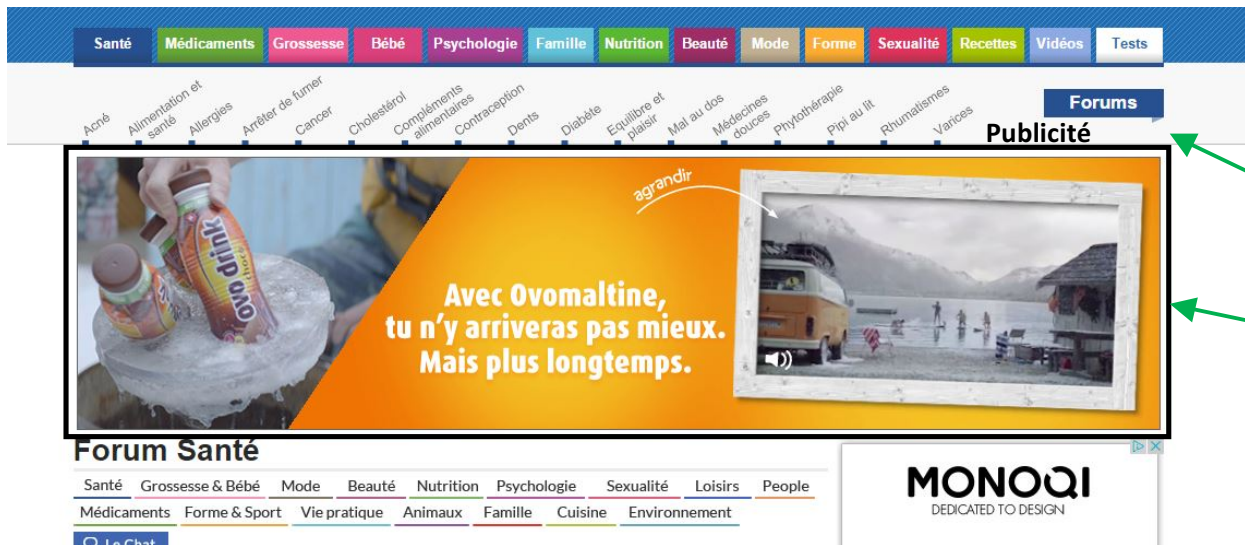 Santé Médicaments Grossesse Bébé Psychologie Famille Nutrition Beauté Mode Forme Sexualité Recettes Vidéos Tests
Acné
Alimentation et
santé
Allergies
Arrêter de fumer
Cancer
Cholestérol
Compléments
alimentaires
Contraception
Dents
Diabète
Equilibre et
plaisir
Mal au dos
Médecines
douces
Phytothérapie
Pipi au lit
Rhumatismes
Varices
Forums
Publicité
agrandir
ovo drink
choco
Avec Ovomaltine,
tu n'y arriveras pas mieux.
Mais plus longtemps.
Forum Santé
Santé Grossesse & Bébé Mode Beauté Nutrition Psychologie Sexualité Loisirs People
Médicaments Forme & Sport Vie pratique Animaux Famille Cuisine Environnement
Le Chat
MONOQI
DEDICATED TO DESIGN